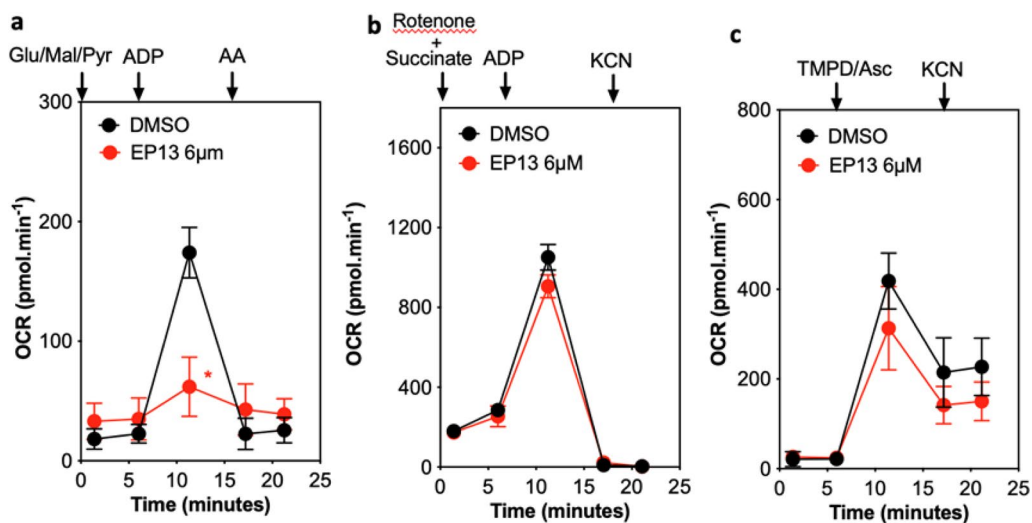 a
Glu/Mal/Pyr ADP AA
300
200
100
0
OCR (pmol.min⁻¹)
DMSO
EP13 6µm
*
0 5 10 15 20 25
Time (minutes)
b
Rotenone
+
Succinate ADP KCN
1600
1200
800
400
0
OCR (pmol.min⁻¹)
DMSO
EP13 6µM
0 5 10 15 20 25
Time (minutes)
c
TMPD/Asc KCN
800
600
400
200
0
OCR (pmol.min⁻¹)
DMSO
EP13 6µM
0 5 10 15 20 25
Time (minutes)